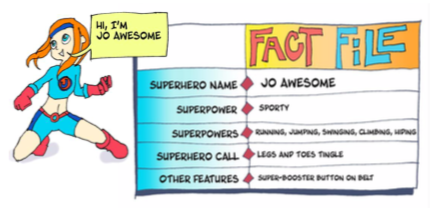 HI, I'M
JO AWESOME
FACT FILE
SUPERHERO NAME JO AWESOME
SUPERPOWER SPORTY
SUPERPOWERS RUNNING, JUMPING, SWINGING, CLIMBING, HIDING
SUPERHERO CALL LEGS AND TOES TINGLE
OTHER FEATURES SUPER-BOOSTER BUTTON ON BELT